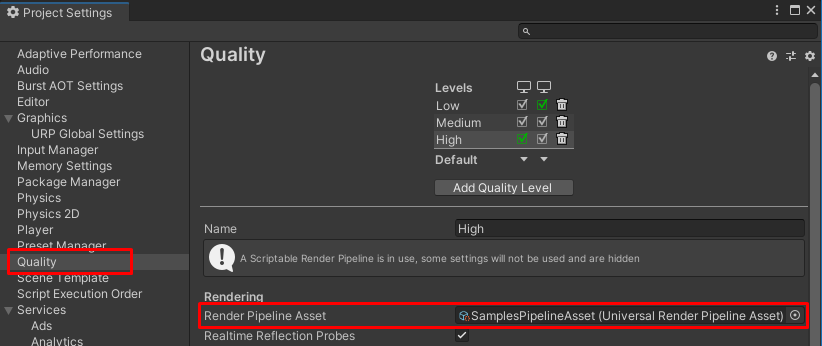 Project Settings
Adaptive Performance
Audio
Burst AOT Settings
Editor
Graphics
URP Global Settings
Input Manager
Memory Settings
Package Manager
Physics
Physics 2D
Player
Preset Manager
Quality
Scene Template
Script Execution Order
Services
Ads
Analytics
Quality
Levels
Low
Medium
High
Default
Add Quality Level
Name High
A Scriptable Render Pipeline is in use, some settings will not be used and are hidden
Rendering
Render Pipeline Asset SamplesPipelineAsset (Universal Render Pipeline Asset)
Realtime Reflection Probes